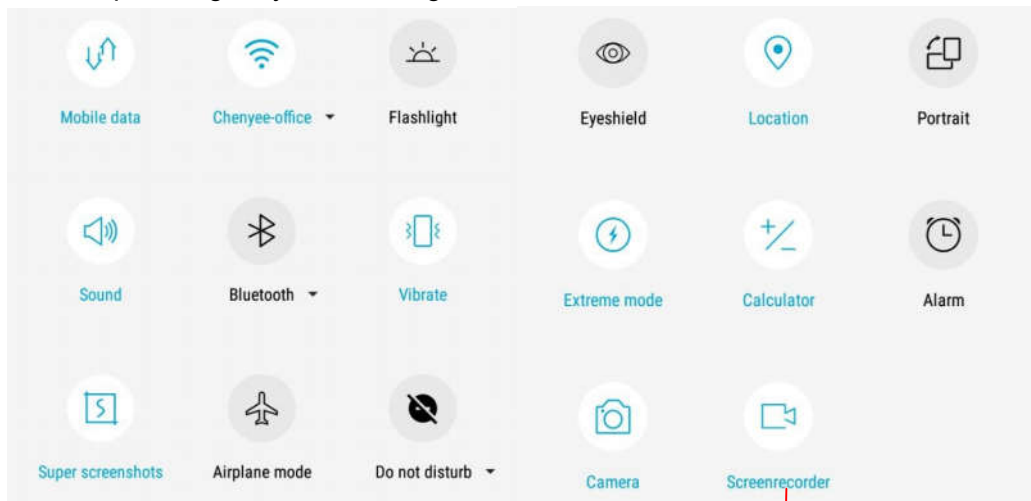 Mobile data Chenyee-office Flashlight Eyeshield Location Portrait
Sound Bluetooth Vibrate Extreme mode Calculator Alarm
S
Super screenshots Airplane mode Do not disturb Camera Screenrecorder